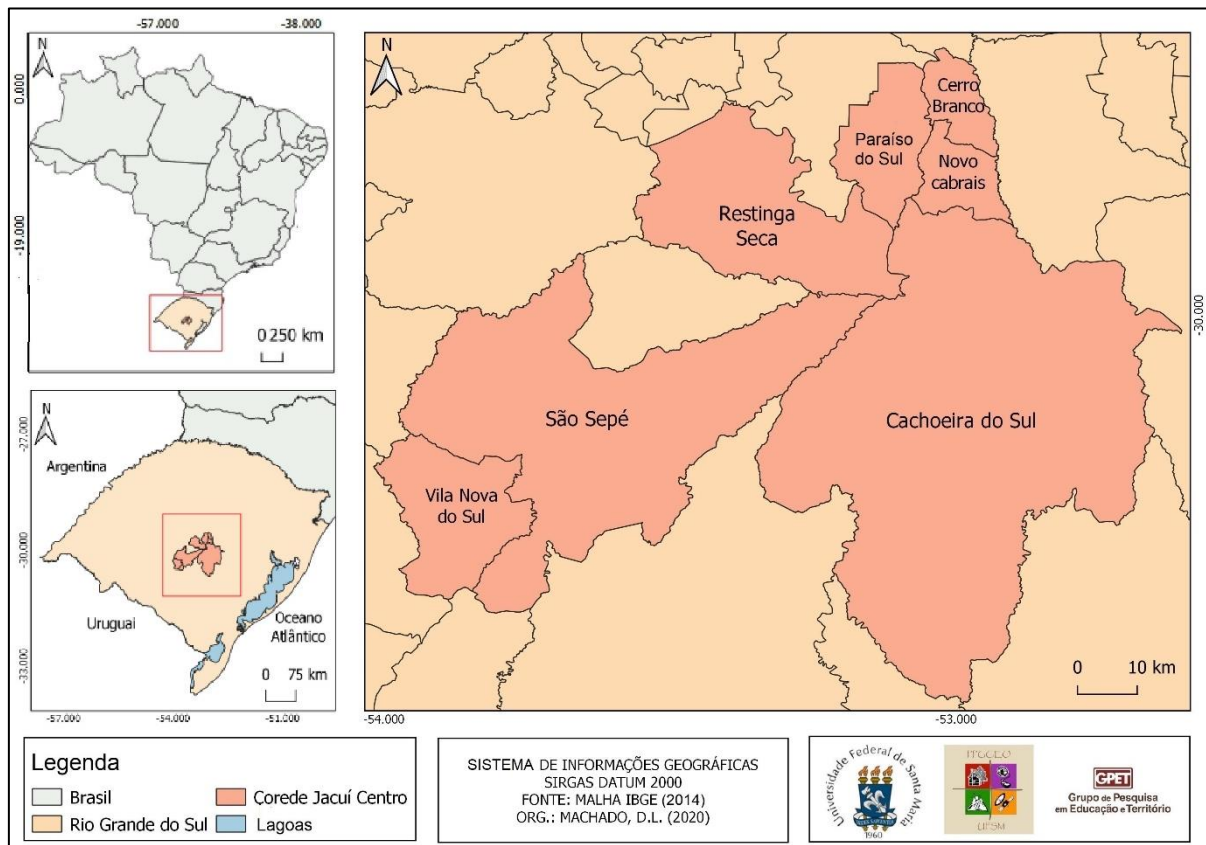 -57.000
-38.000
N
0.000
-19.000
0 250 km
N
-27.000
-30.000
-33.000
Argentina
Uruguai
Oceano
Atlântico
0 75 km
-57.000
-54.000
-51.000
N
Cerro
Branco
Paraíso
do Sul
Novo
cabrais
Restinga
Seca
São Sepé
Cachoeira do Sul
Vila Nova
do Sul
-30.000
0 10 km
-54.000
-53.000
Legenda
Brasil
Corede Jacuí Centro
Rio Grande do Sul
Lagoas
SISTEMA DE INFORMAÇÕES GEOGRÁFICAS
SIRGAS DATUM 2000
FONTE: MALHA IBGE (2014)
ORG.: MACHADO, D.L. (2020)
Universidade Federal de Santa Maria
1960
UFSM
GPET
Grupo de Pesquisa
em Educação e Território